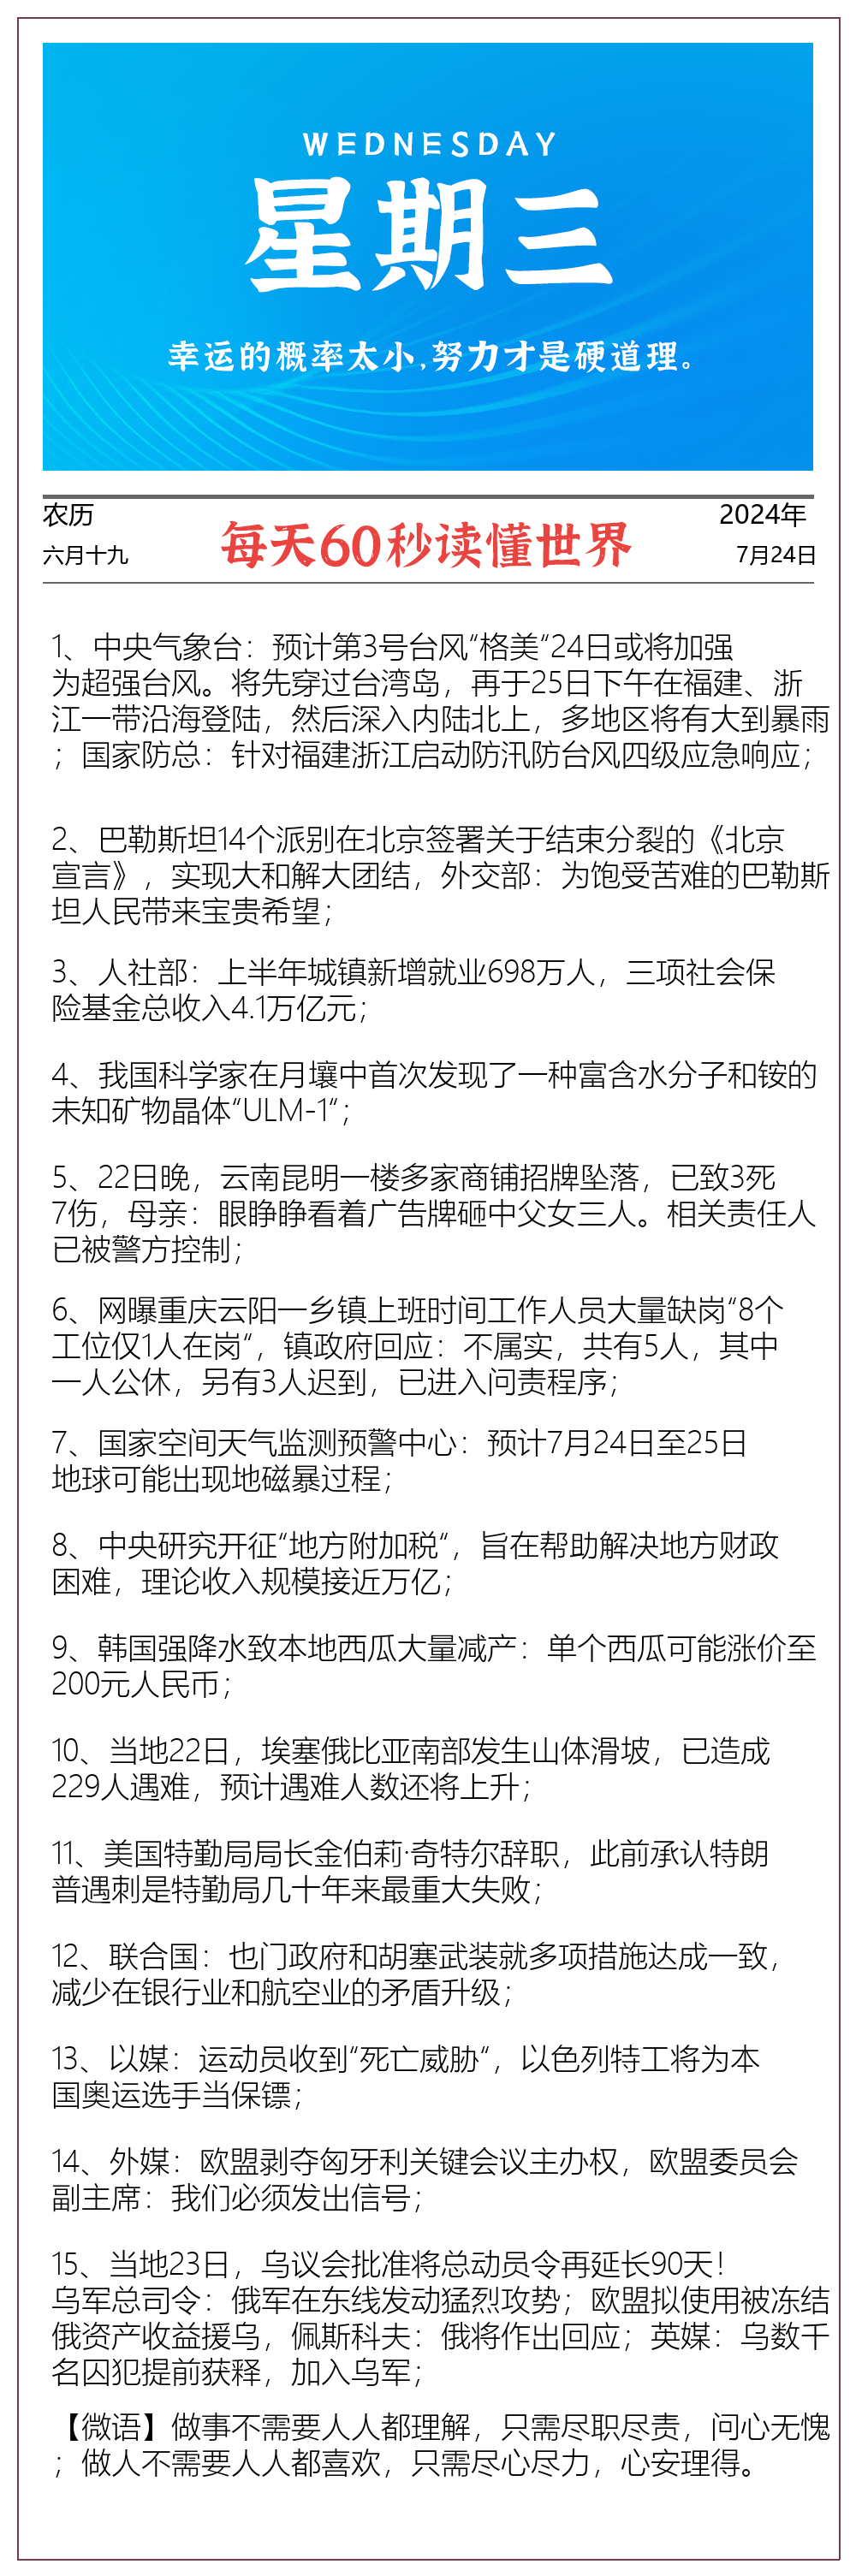 WEDNESDAY
星期三
幸运的概率太小,努力才是硬道理。
农历
2024年
每天60秒读懂世界
六月十九
7月24日
1、中央气象台：预计第3号台风“格美“24日或将加强
为超强台风。将先穿过台湾岛，再于25日下午在福建、浙
江一带沿海登陆，然后深入内陆北上，多地区将有大到暴雨
；国家防总：针对福建浙江启动防汛防台风四级应急响应；
2、巴勒斯坦14个派别在北京签署关于结束分裂的《北京
宣言》，实现大和解大团结，外交部：为饱受苦难的巴勒斯
坦人民带来宝贵希望；
3、人社部：上半年城镇新增就业698万人，三项社会保
险基金总收入4.1万亿元；
4、我国科学家在月壤中首次发现了一种富含水分子和铵的
未知矿物晶体“ULM-1“；
5、22日晚，云南昆明一楼多家商铺招牌坠落，已致3死
7伤，母亲：眼睁睁看着广告牌砸中父女三人。相关责任人
已被警方控制；
6、网曝重庆云阳一乡镇上班时间工作人员大量缺岗“8个
工位仅1人在岗“，镇政府回应：不属实，共有5人，其中
一人公休，另有3人迟到，已进入问责程序；
7、国家空间天气监测预警中心：预计7月24日至25日
地球可能出现地磁暴过程；
8、中央研究开征“地方附加税“，旨在帮助解决地方财政
困难，理论收入规模接近万亿；
9、韩国强降水致本地西瓜大量减产：单个西瓜可能涨价至
200元人民币；
10、当地22日，埃塞俄比亚南部发生山体滑坡，已造成
229人遇难，预计遇难人数还将上升；
11、美国特勤局局长金伯莉·奇特尔辞职，此前承认特朗
普遇刺是特勤局几十年来最重大失败；
12、联合国：也门政府和胡塞武装就多项措施达成一致，
减少在银行业和航空业的矛盾升级；
13、以媒：运动员收到“死亡威胁“，以色列特工将为本
国奥运选手当保镖；
14、外媒：欧盟剥夺匈牙利关键会议主办权，欧盟委员会
副主席：我们必须发出信号；
15、当地23日，乌议会批准将总动员令再延长90天！
乌军总司令：俄军在东线发动猛烈攻势；欧盟拟使用被冻结
俄资产收益援乌，佩斯科夫：俄将作出回应；英媒：乌数千
名囚犯提前获释，加入乌军；
【微语】做事不需要人人都理解，只需尽职尽责，问心无愧
；做人不需要人人都喜欢，只需尽心尽力，心安理得。